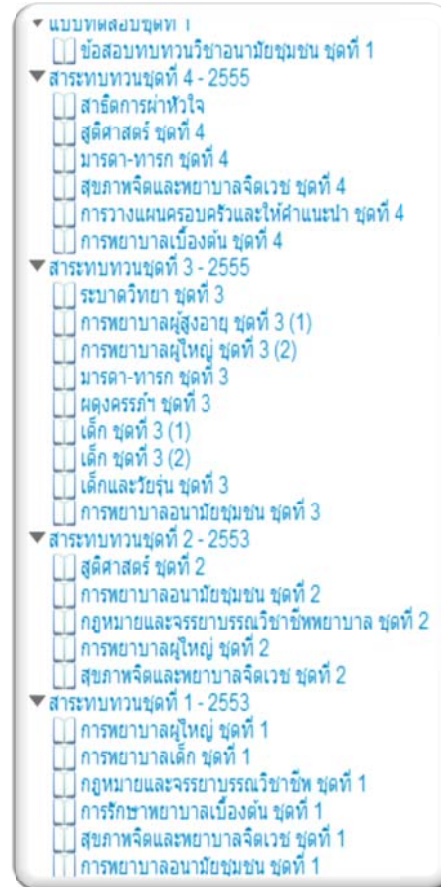 แบบทดสอบชุดที่ 1
ข้อสอบทบทวนวิชาอนามัยชุมชน ชุดที่ 1
สาระทบทวนชุดที่ 4 - 2555
สาธิตการผ่าหัวใจ
สูติศาสตร์ ชุดที่ 4
มารดา-ทารก ชุดที่ 4
สุขภาพจิตและพยาบาลจิตเวช ชุดที่ 4
การวางแผนครอบครัวและให้คำแนะนำ ชุดที่ 4
การพยาบาลเบื้องต้น ชุดที่ 4
สาระทบทวนชุดที่ 3 - 2555
ระบาดวิทยา ชุดที่ 3
การพยาบาลผู้สูงอายุ ชุดที่ 3 (1)
การพยาบาลผู้ใหญ่ ชุดที่ 3 (2)
มารดา-ทารก ชุดที่ 3
ผดุงครรภ์ฯ ชุดที่ 3
เด็ก ชุดที่ 3 (1)
เด็ก ชุดที่ 3 (2)
เด็กและวัยรุ่น ชุดที่ 3
การพยาบาลอนามัยชุมชน ชุดที่ 3
สาระทบทวนชุดที่ 2 - 2553
สูติศาสตร์ ชุดที่ 2
การพยาบาลอนามัยชุมชน ชุดที่ 2
กฎหมายและจรรยาบรรณวิชาชีพพยาบาล ชุดที่ 2
การพยาบาลผู้ใหญ่ ชุดที่ 2
สุขภาพจิตและพยาบาลจิตเวช ชุดที่ 2
สาระทบทวนชุดที่ 1 - 2553
การพยาบาลผู้ใหญ่ ชุดที่ 1
การพยาบาลเด็ก ชุดที่ 1
กฎหมายและจรรยาบรรณวิชาชีพ ชุดที่ 1
การรักษาพยาบาลเบื้องต้น ชุดที่ 1
สุขภาพจิตและพยาบาลจิตเวช ชุดที่ 1
การพยาบาลอนามัยชุมชน ชุดที่ 1